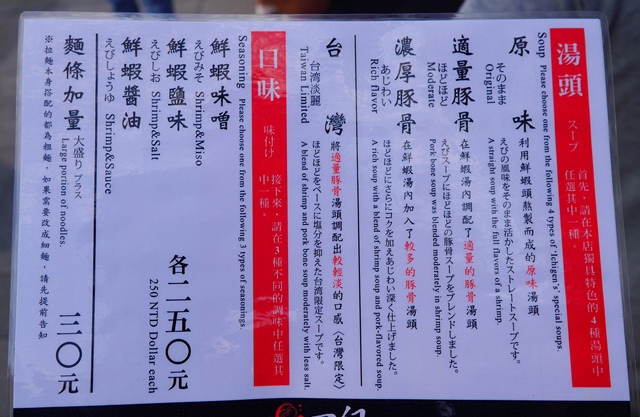 湯頭 スープ 首先，請在本店獨具特色的4種湯頭中
任選其中一種。
Soup Please choose one from the following 4 types of "Ichigen's" special soups.
原味 利用鮮蝦頭熬製而成的原味湯頭
そのまま えびの風味をそのまま活かしたストレートスープです。
Original A straight soup with the full flavors of a shrimp.
適量豚骨 在鮮蝦湯內調配了適量的豚骨湯頭
ほどほど えびスープにほどほどの豚骨スープをブレンドしました。
Moderate Pork bone soup was blended moderately in shrimp soup.
濃厚豚骨 在鮮蝦湯內加入了較多的豚骨湯頭
あじわい ほどほどにさらにコクを加えあじわい深く仕上げました。
Rich flavor A rich soup with a blend of shrimp soup and pork-flavored soup.
台灣 將適量豚骨湯頭調配出較輕淡的口感〈台灣限定〉
台湾淡麗 ほどほどをベースに塩分を抑えた台湾限定スープです。
Taiwan Limited A blend of shrimp and pork bone soup moderately with less salt.
口味 味付け 接下來，請在3種不同的調味中任選其
中一種。
Seasoning Please choose one from the following 3 types of seasonings.
鮮蝦味噌
えびみそ Shrimp&Miso
鮮蝦鹽味
えびしお Shrimp&Salt
鮮蝦醬油
えびしょうゆ Shrimp&Sauce
各二五〇元
250 NTD Dollar each
麵條加量 大盛り プラス 三〇元
Large portion of noodles.
※拉麵本身搭配的都為粗麵，如果需要改成細麵，請先提前告知